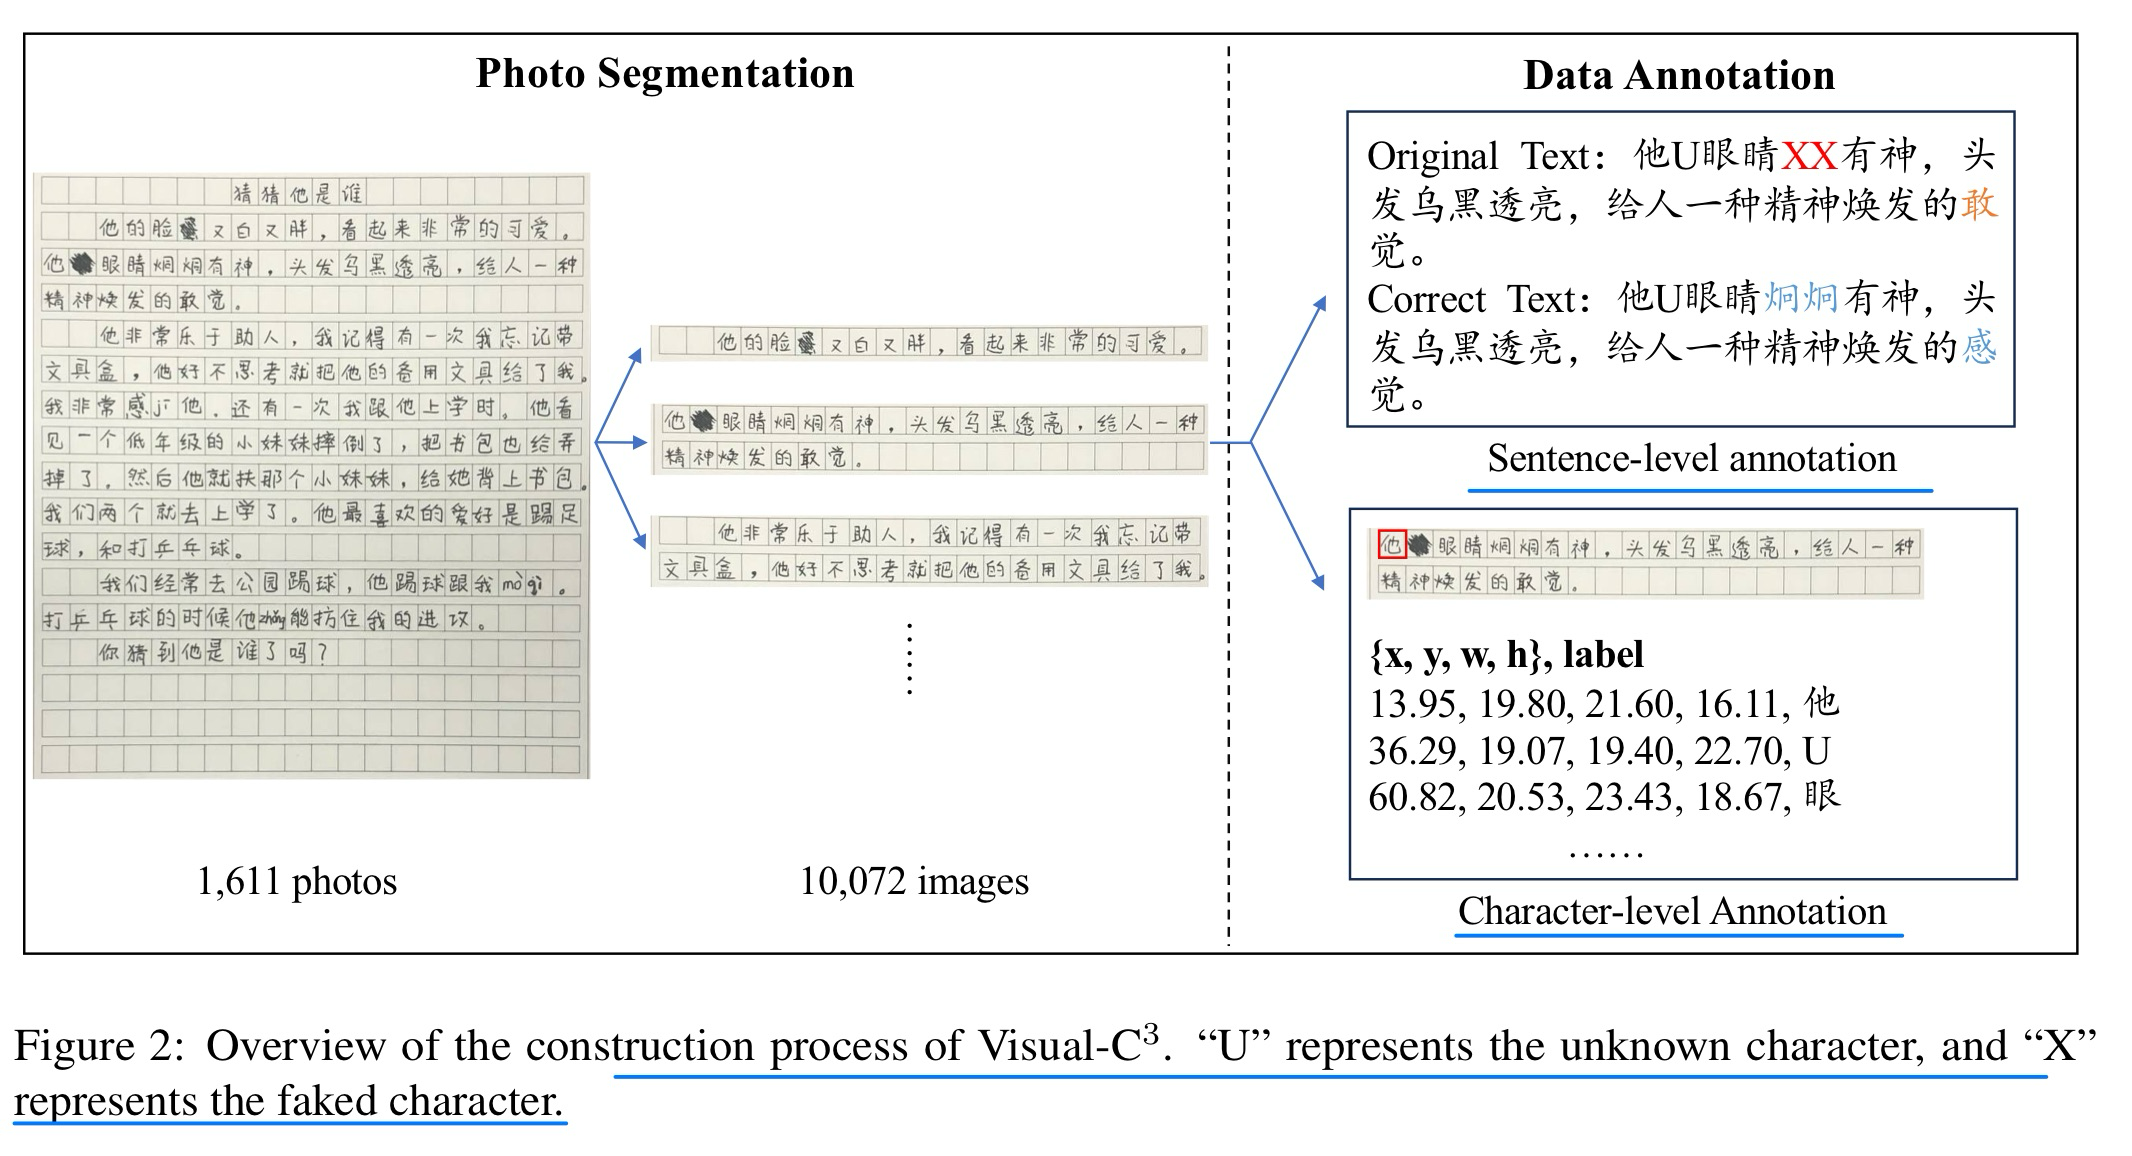 Photo Segmentation
猜猜他是谁
他的脸又白又胖，看起来非常的可爱。
他眼睛炯炯有神，头发乌黑透亮，给人一种
精神焕发的敢觉。
他非常乐于助人，我记得有一次我忘记带
文具盒，他好不思考就把他的备用文具给了我。
我非常感jī他．还有一次我跟他上学时。他看
见一个低年级的小妹妹摔倒了，把书包也给弄
掉了．然后他就扶那个小妹妹，给她背上书包．
我们两个就去上学了。他最喜欢的爱好是踢足
球，和打乒乓球。
我们经常去公园踢球，他踢球跟我mò qì。
打乒乓球的时候他zhǒng能挡住我的进攻。
你猜到他是谁了吗？
1,611 photos
他的脸又白又胖，看起来非常的可爱．
他眼睛炯炯有神，头发乌黑透亮，给人一种
精神焕发的敢觉。
他非常乐于助人，我记得有一次我忘记带
文具盒，他好不思考就把他的备用文具给了我。
⋮
10,072 images
Data Annotation
Original Text：他U眼睛XX有神，头
发乌黑透亮，给人一种精神焕发的敢
觉。
Correct Text：他U眼睛炯炯有神，头
发乌黑透亮，给人一种精神焕发的感
觉。
Sentence-level annotation
他眼睛炯炯有神，头发乌黑透亮，给人一种
精神焕发的敢觉。
{x, y, w, h}, label
13.95, 19.80, 21.60, 16.11, 他
36.29, 19.07, 19.40, 22.70, U
60.82, 20.53, 23.43, 18.67, 眼
……
Character-level Annotation
Figure 2: Overview of the construction process of Visual-C³. “U” represents the unknown character, and “X”
represents the faked character.